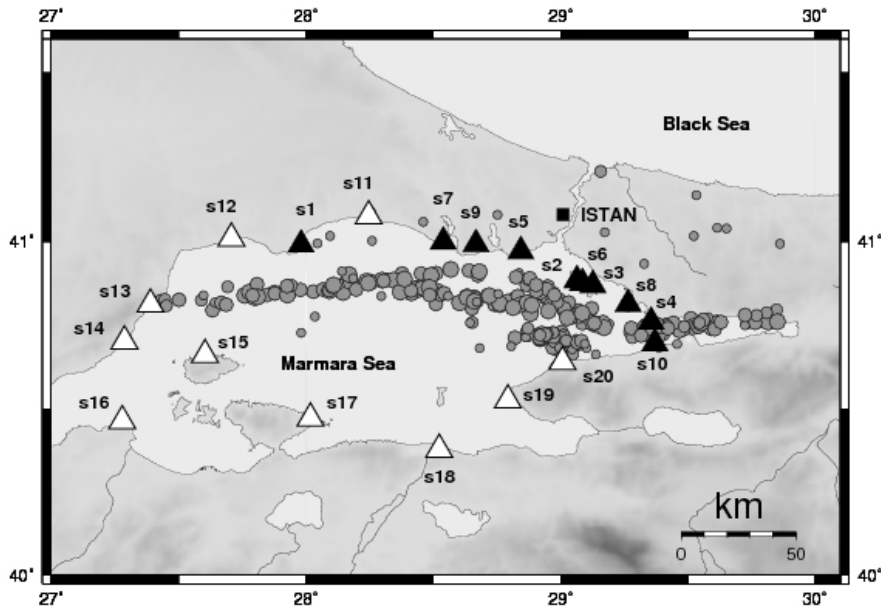 27° 28° 29° 30°
Black Sea
s11
s12 s1 s7 s9 s5 ISTAN
41° 41°
s2 s6 s3 s8 s4
s13
s14 s15
Marmara Sea s10
s20
s16 s17 s19
s18
km
0 50
40° 40°
27° 28° 29° 30°